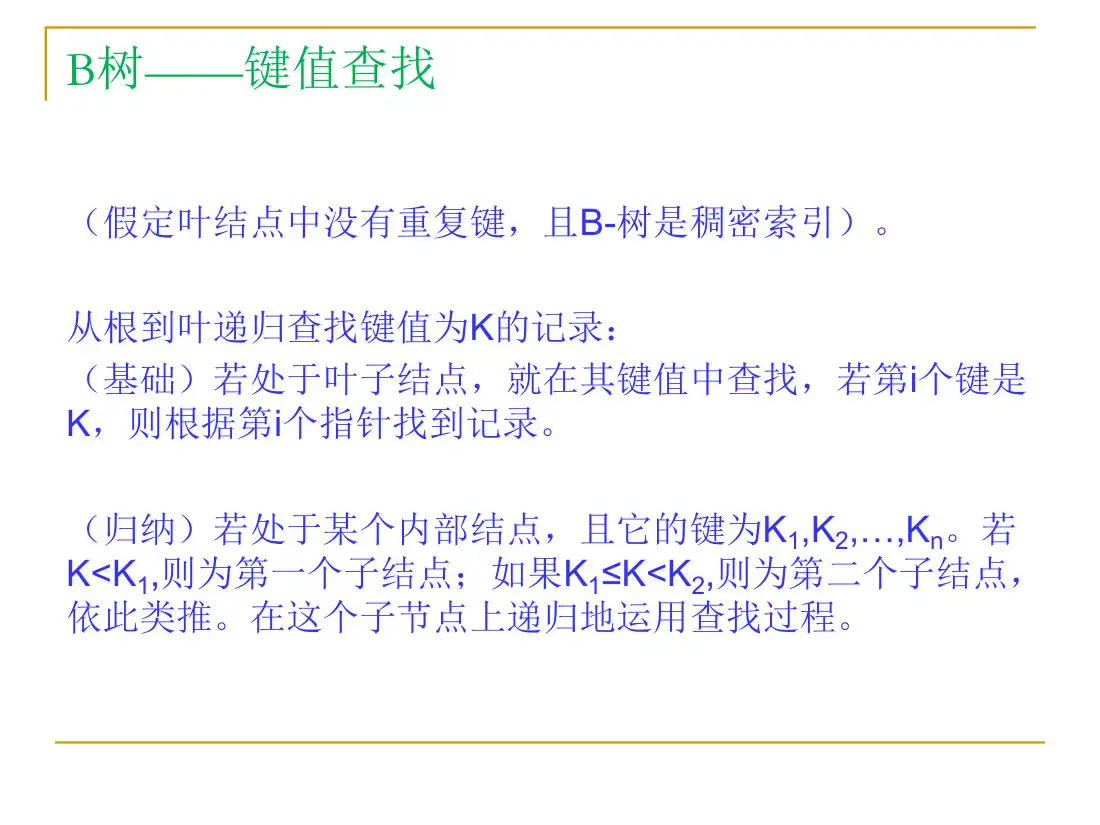 B树——键值查找
（假定叶结点中没有重复键，且B-树是稠密索引）。
从根到叶递归查找键值为K的记录：
（基础）若处于叶子结点，就在其键值中查找，若第i个键是
K，则根据第i个指针找到记录。
（归纳）若处于某个内部结点，且它的键为K₁,K₂,…,Kₙ。若
K<K₁,则为第一个子结点；如果K₁≤K<K₂,则为第二个子结点，
依此类推。在这个子节点上递归地运用查找过程。